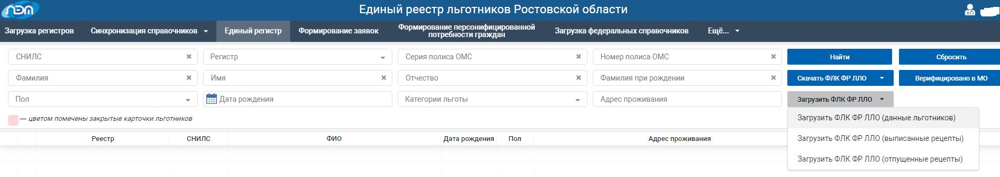 ЛЭМ
Единый реестр льготников Ростовской области
Загрузка регистров
Синхронизация справочников
Единый регистр
Формирование заявок
Формирование персонифицированной
потребности граждан
Загрузка федеральных справочников
Ещё...
СНИЛС
Регистр
Серия полиса ОМС
Номер полиса ОМС
Найти
Сбросить
Фамилия
Имя
Отчество
Фамилия при рождении
Скачать ФЛК ФР ЛЛО
Верифицировано в МО
Пол
Дата рождения
Категории льготы
Адрес проживания
Загрузить ФЛК ФР ЛЛО
Загрузить ФЛК ФР ЛЛО (данные льготников)
Загрузить ФЛК ФР ЛЛО (выписанные рецепты)
Загрузить ФЛК ФР ЛЛО (отпущенные рецепты)
— цветом помечены закрытые карточки льготников
Реестр
СНИЛС
ФИО
Дата рождения
Пол
Адрес проживания